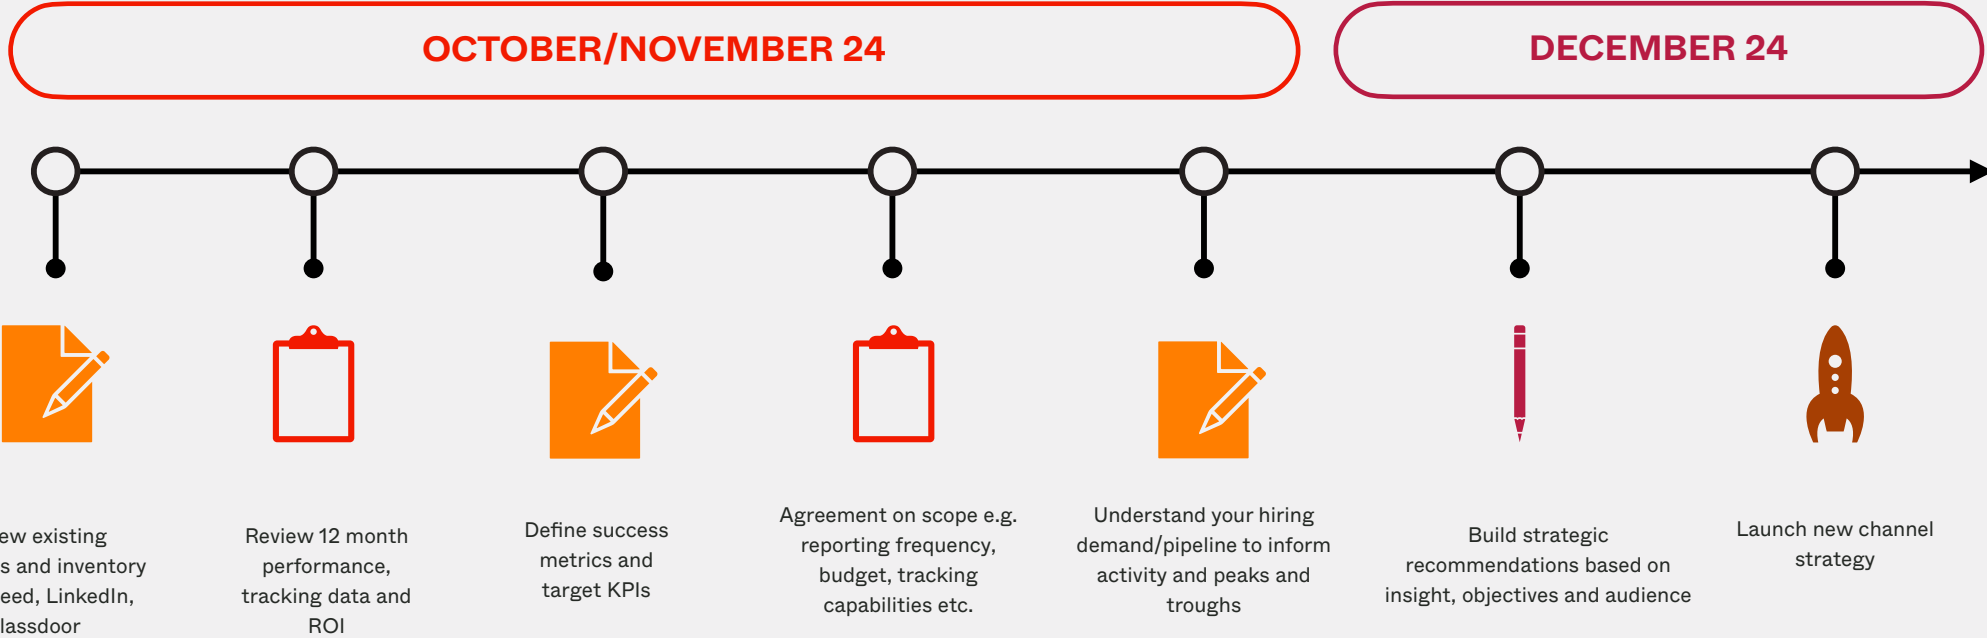 OCTOBER/NOVEMBER 24
DECEMBER 24
ew existing
s and inventory
eed, LinkedIn,
lassdoor
Review 12 month
performance,
tracking data and
ROI
Define success
metrics and
target KPIs
Agreement on scope e.g.
reporting frequency,
budget, tracking
capabilities etc.
Understand your hiring
demand/pipeline to inform
activity and peaks and
troughs
Build strategic
recommendations based on
insight, objectives and audience
Launch new channel
strategy